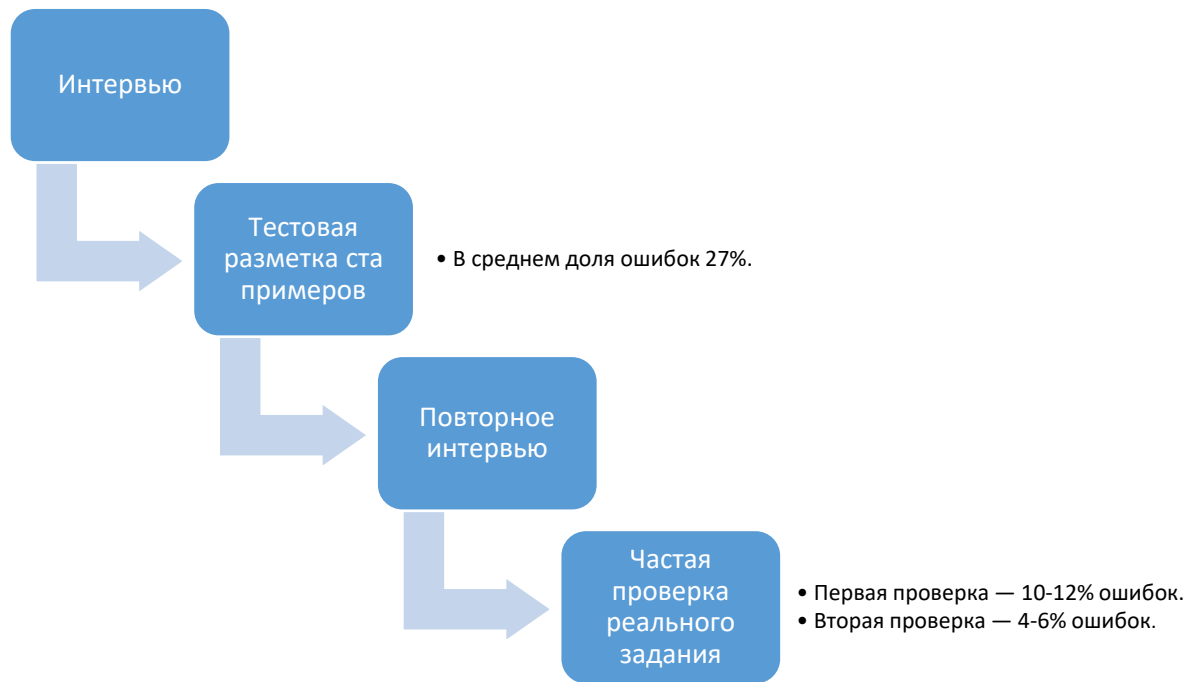 Интервью
Тестовая
разметка ста
примеров
• В среднем доля ошибок 27%.
Повторное
интервью
Частая
проверка
реального
задания
• Первая проверка — 10-12% ошибок.
• Вторая проверка — 4-6% ошибок.